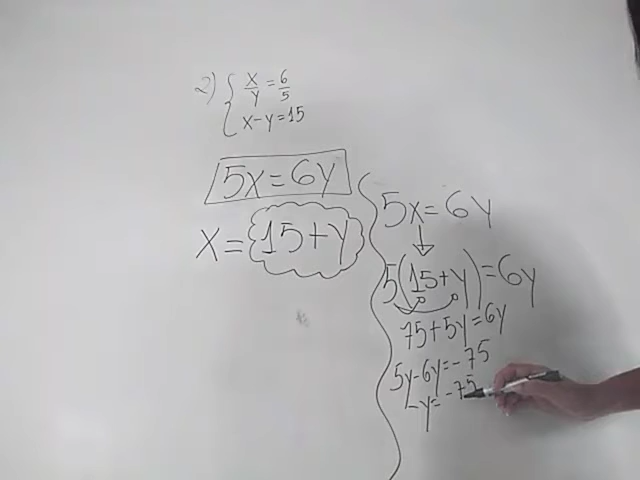 2) { x/y = 6/5
x-y=15
5x=6y
x=15+y
5x=6y
5(15+y)=6y
75+5y=6y
5y-6y=-75
-y=-75